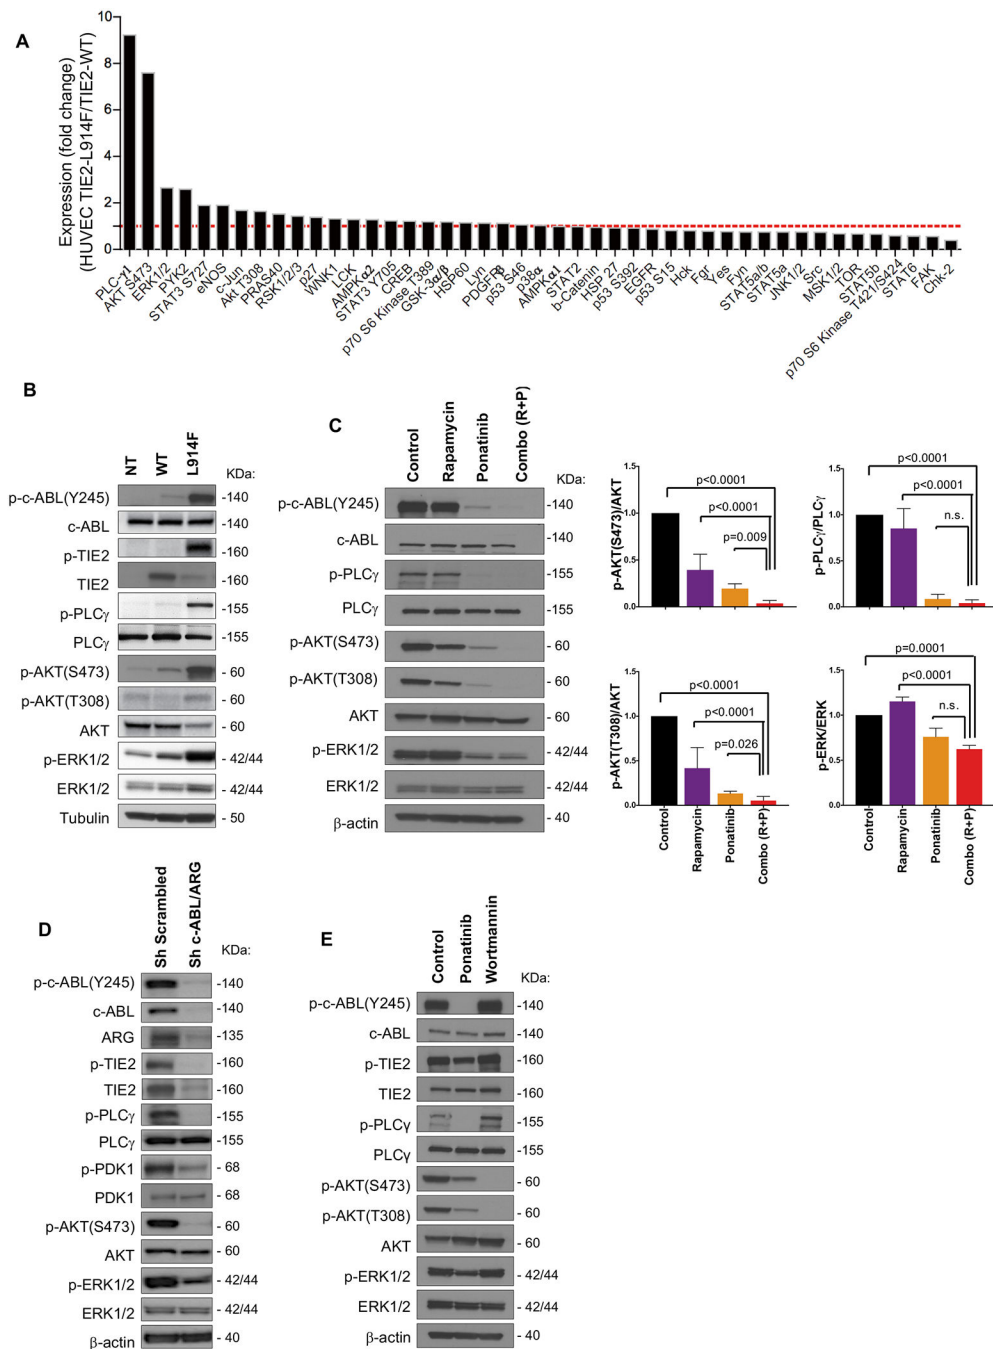 A
Expression (fold change)
(HUVEC TIE2-L914F/TIE2-WT)
10
8
6
4
2
0
PLC-γ1
AKT S473
ERK1/2
PYK2
STAT3 S727
eNOS
c-Jun
Akt T308
PRAS40
RSK1/2/3
p27
WNK1
LCK
AMPKα2
STAT3 Y705
CREB
p70 S6 Kinase T389
GSK-3α/β
HSP60
Lyn
PDGFRβ
p53 S46
p38α
AMPKα1
STAT2
b-Catenin
HSP 27
p53 S392
EGFR
p53 S15
Hck
Fgr
Yes
Fyn
STAT5a/b
STAT5a
JNK1/2
Src
MSK1/2
TOR
STAT5b
p70 S6 Kinase T421/S424
STAT6
FAK
Chk-2
B
NT
WT
L914F
KDa:
p-c-ABL(Y245) -140
c-ABL -140
p-TIE2 -160
TIE2 -160
p-PLCγ -155
PLCγ -155
p-AKT(S473) - 60
p-AKT(T308) - 60
AKT - 60
p-ERK1/2 - 42/44
ERK1/2 - 42/44
Tubulin - 50
C
Control
Rapamycin
Ponatinib
Combo (R+P)
KDa:
p-c-ABL(Y245) -140
c-ABL -140
p-PLCγ -155
PLCγ -155
p-AKT(S473) - 60
p-AKT(T308) - 60
AKT - 60
p-ERK1/2 - 42/44
ERK1/2 - 42/44
β-actin - 40
p-AKT(S473)/AKT
1.5
1.0
0.5
0.0
p<0.0001
p<0.0001
p=0.009
p-PLCγ/PLCγ
1.5
1.0
0.5
0.0
p<0.0001
p<0.0001
n.s.
p-AKT(T308)/AKT
1.5
1.0
0.5
0.0
p<0.0001
p<0.0001
p=0.026
Control
Rapamycin
Ponatinib
Combo (R+P)
p-ERK/ERK
1.5
1.0
0.5
0.0
p=0.0001
p<0.0001
n.s.
Control
Rapamycin
Ponatinib
Combo (R+P)
D
Sh Scrambled
Sh c-ABL/ARG
KDa:
p-c-ABL(Y245) -140
c-ABL -140
ARG -135
p-TIE2 -160
TIE2 -160
p-PLCγ -155
PLCγ -155
p-PDK1 - 68
PDK1 - 68
p-AKT(S473) - 60
AKT - 60
p-ERK1/2 - 42/44
ERK1/2 - 42/44
β-actin - 40
E
Control
Ponatinib
Wortmannin
KDa:
p-c-ABL(Y245) -140
c-ABL -140
p-TIE2 -160
TIE2 -160
p-PLCγ
PLCγ -155
p-AKT(S473) - 60
p-AKT(T308) - 60
AKT - 60
p-ERK1/2 - 42/44
ERK1/2 - 42/44
β-actin - 40